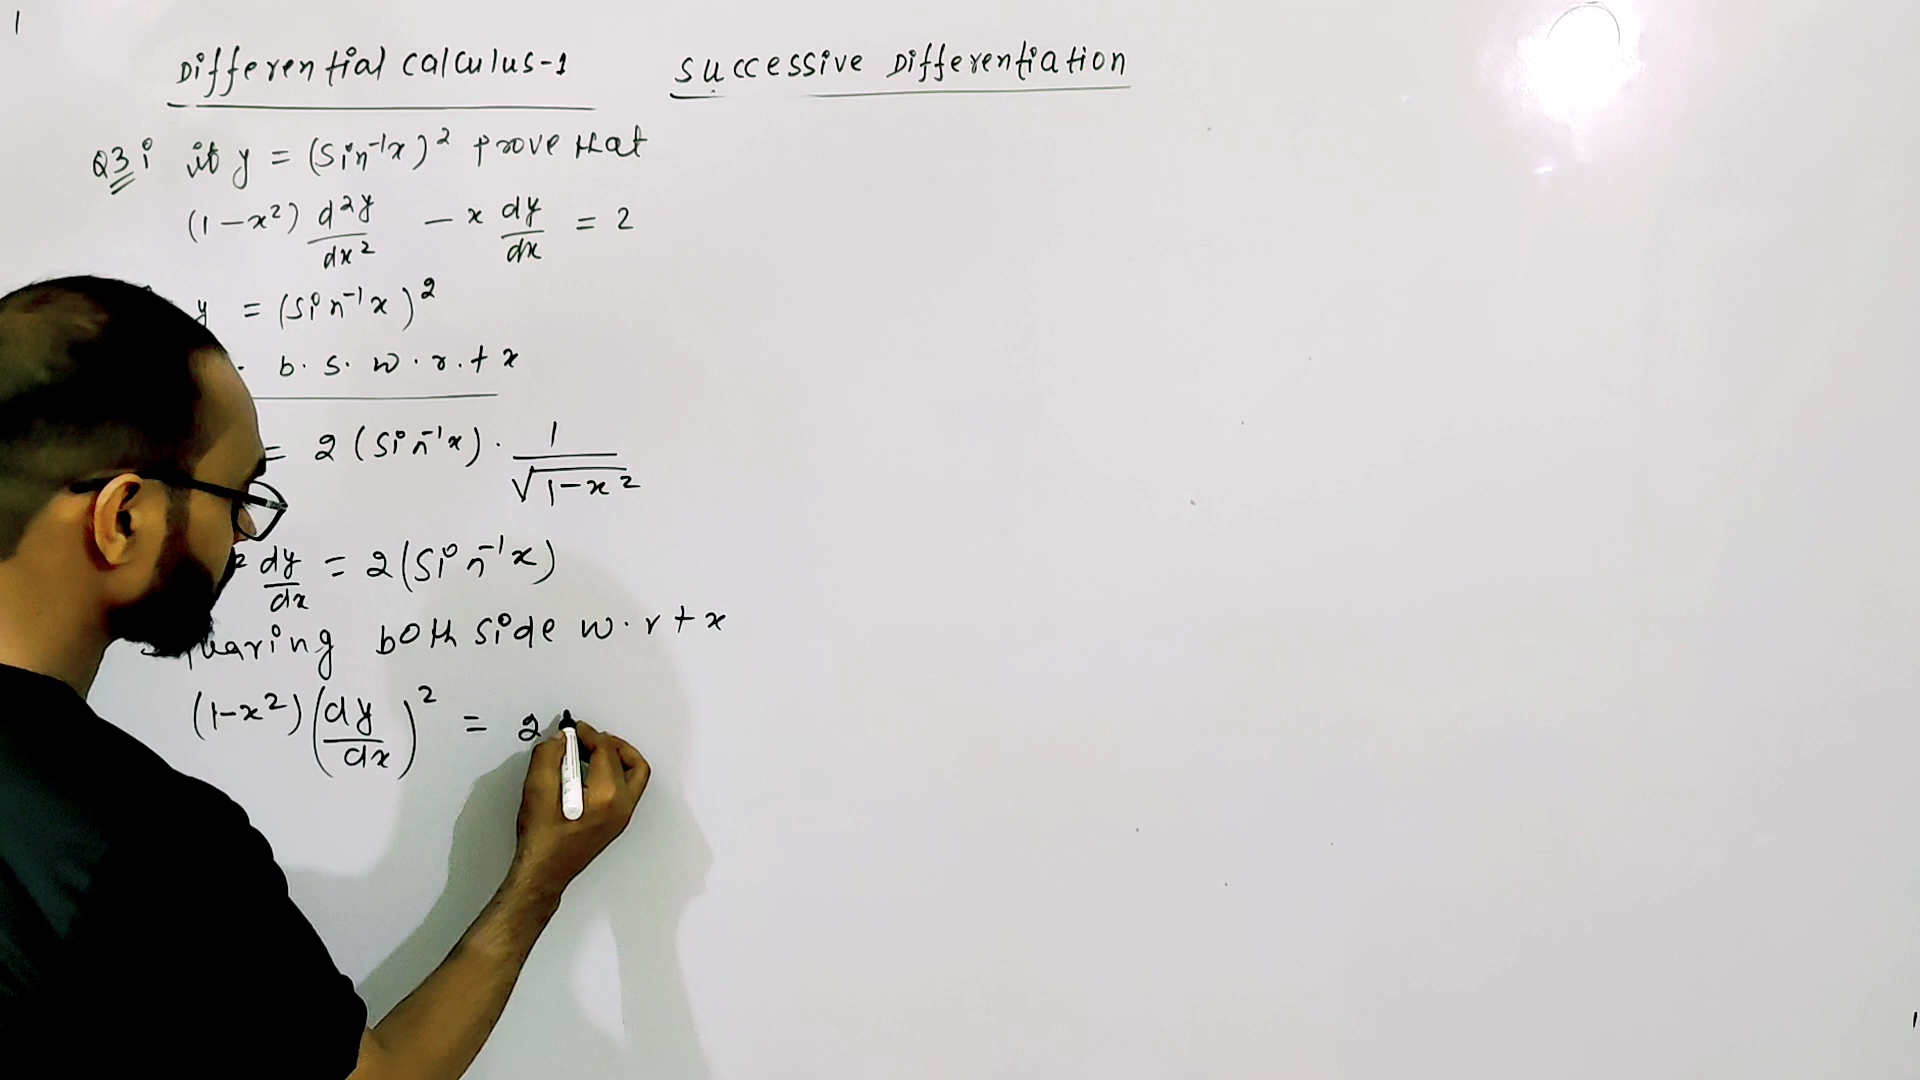 Differential calculus-1 Successive Differentiation
Q3: if y = (Sin⁻¹x)² prove that
(1-x²) d²y/dx² - x dy/dx = 2
y = (Sin⁻¹x)²
b.s.w.r.t x
= 2(Sin⁻¹x) · 1/√1-x²
dy/dx = 2(Sin⁻¹x)
both side w.r t x
(1-x²)(dy/dx)² = 2